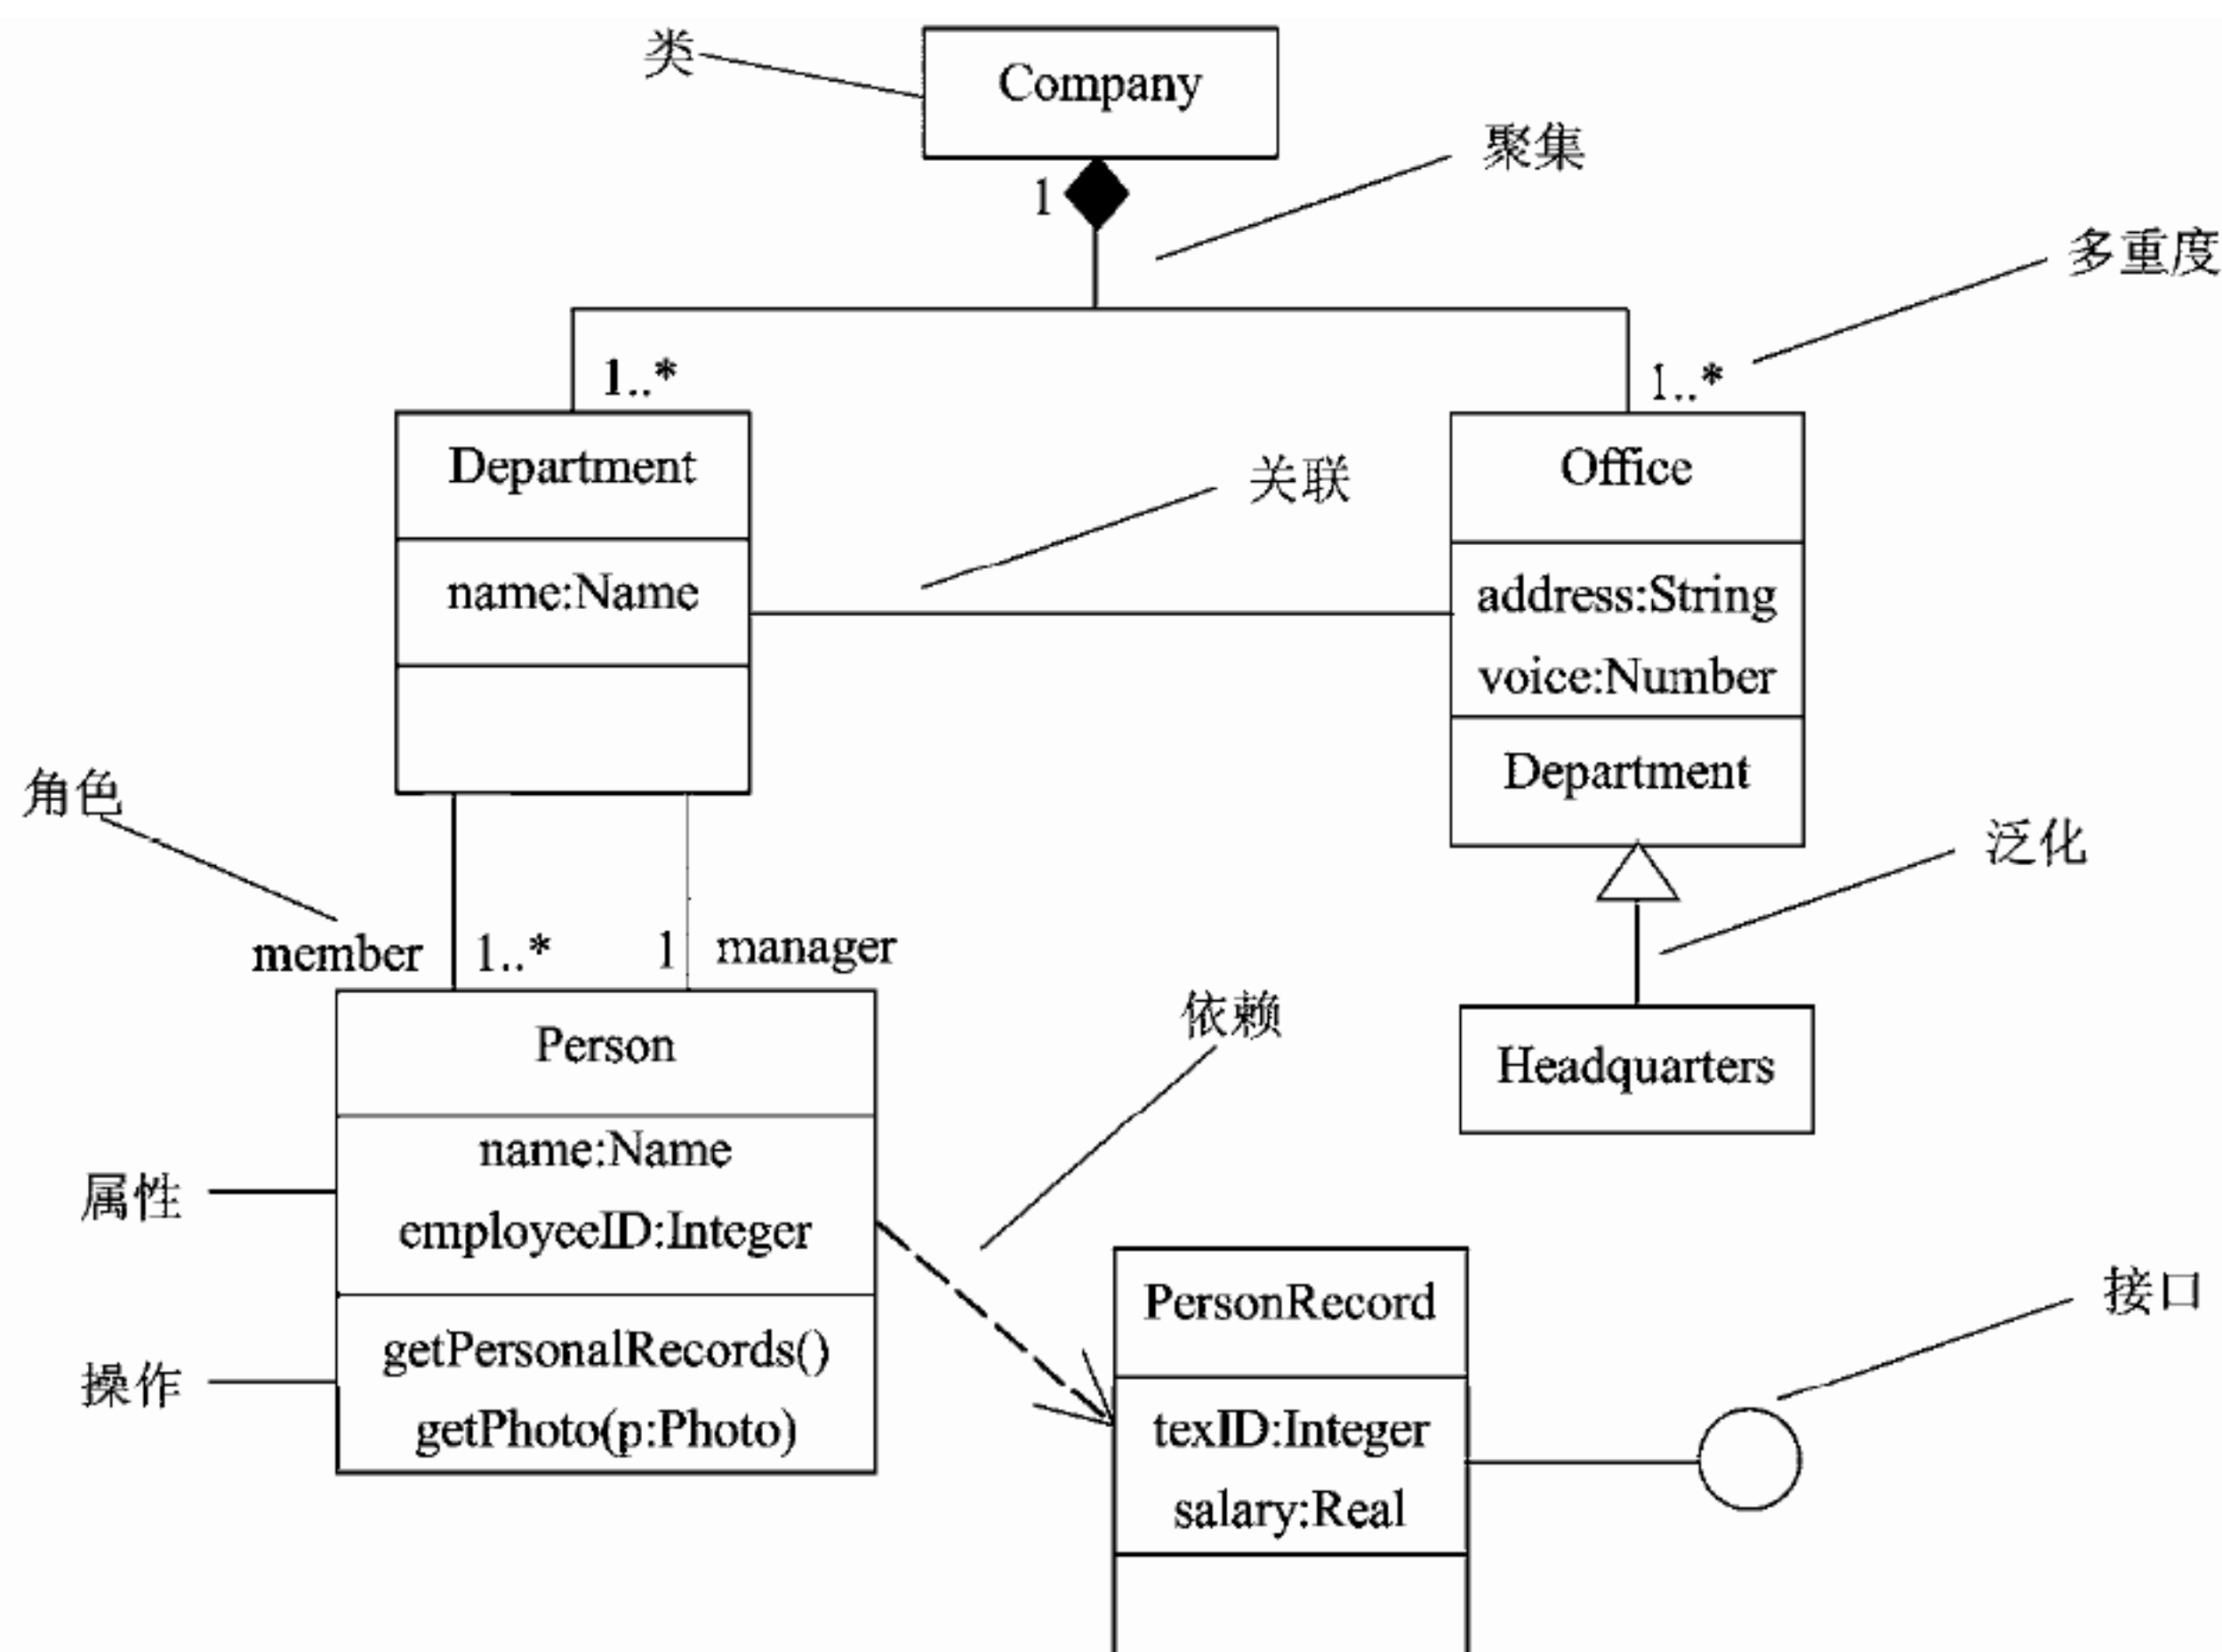 类
Company
聚集
1
多重度
1..*
1..*
Department
Office
关联
name:Name
address:String
voice:Number
Department
角色
泛化
member
1..*
1
manager
依赖
Person
Headquarters
name:Name
属性
employeeID:Integer
接口
PersonRecord
getPersonalRecords()
操作
getPhoto(p:Photo)
texID:Integer
salary:Real